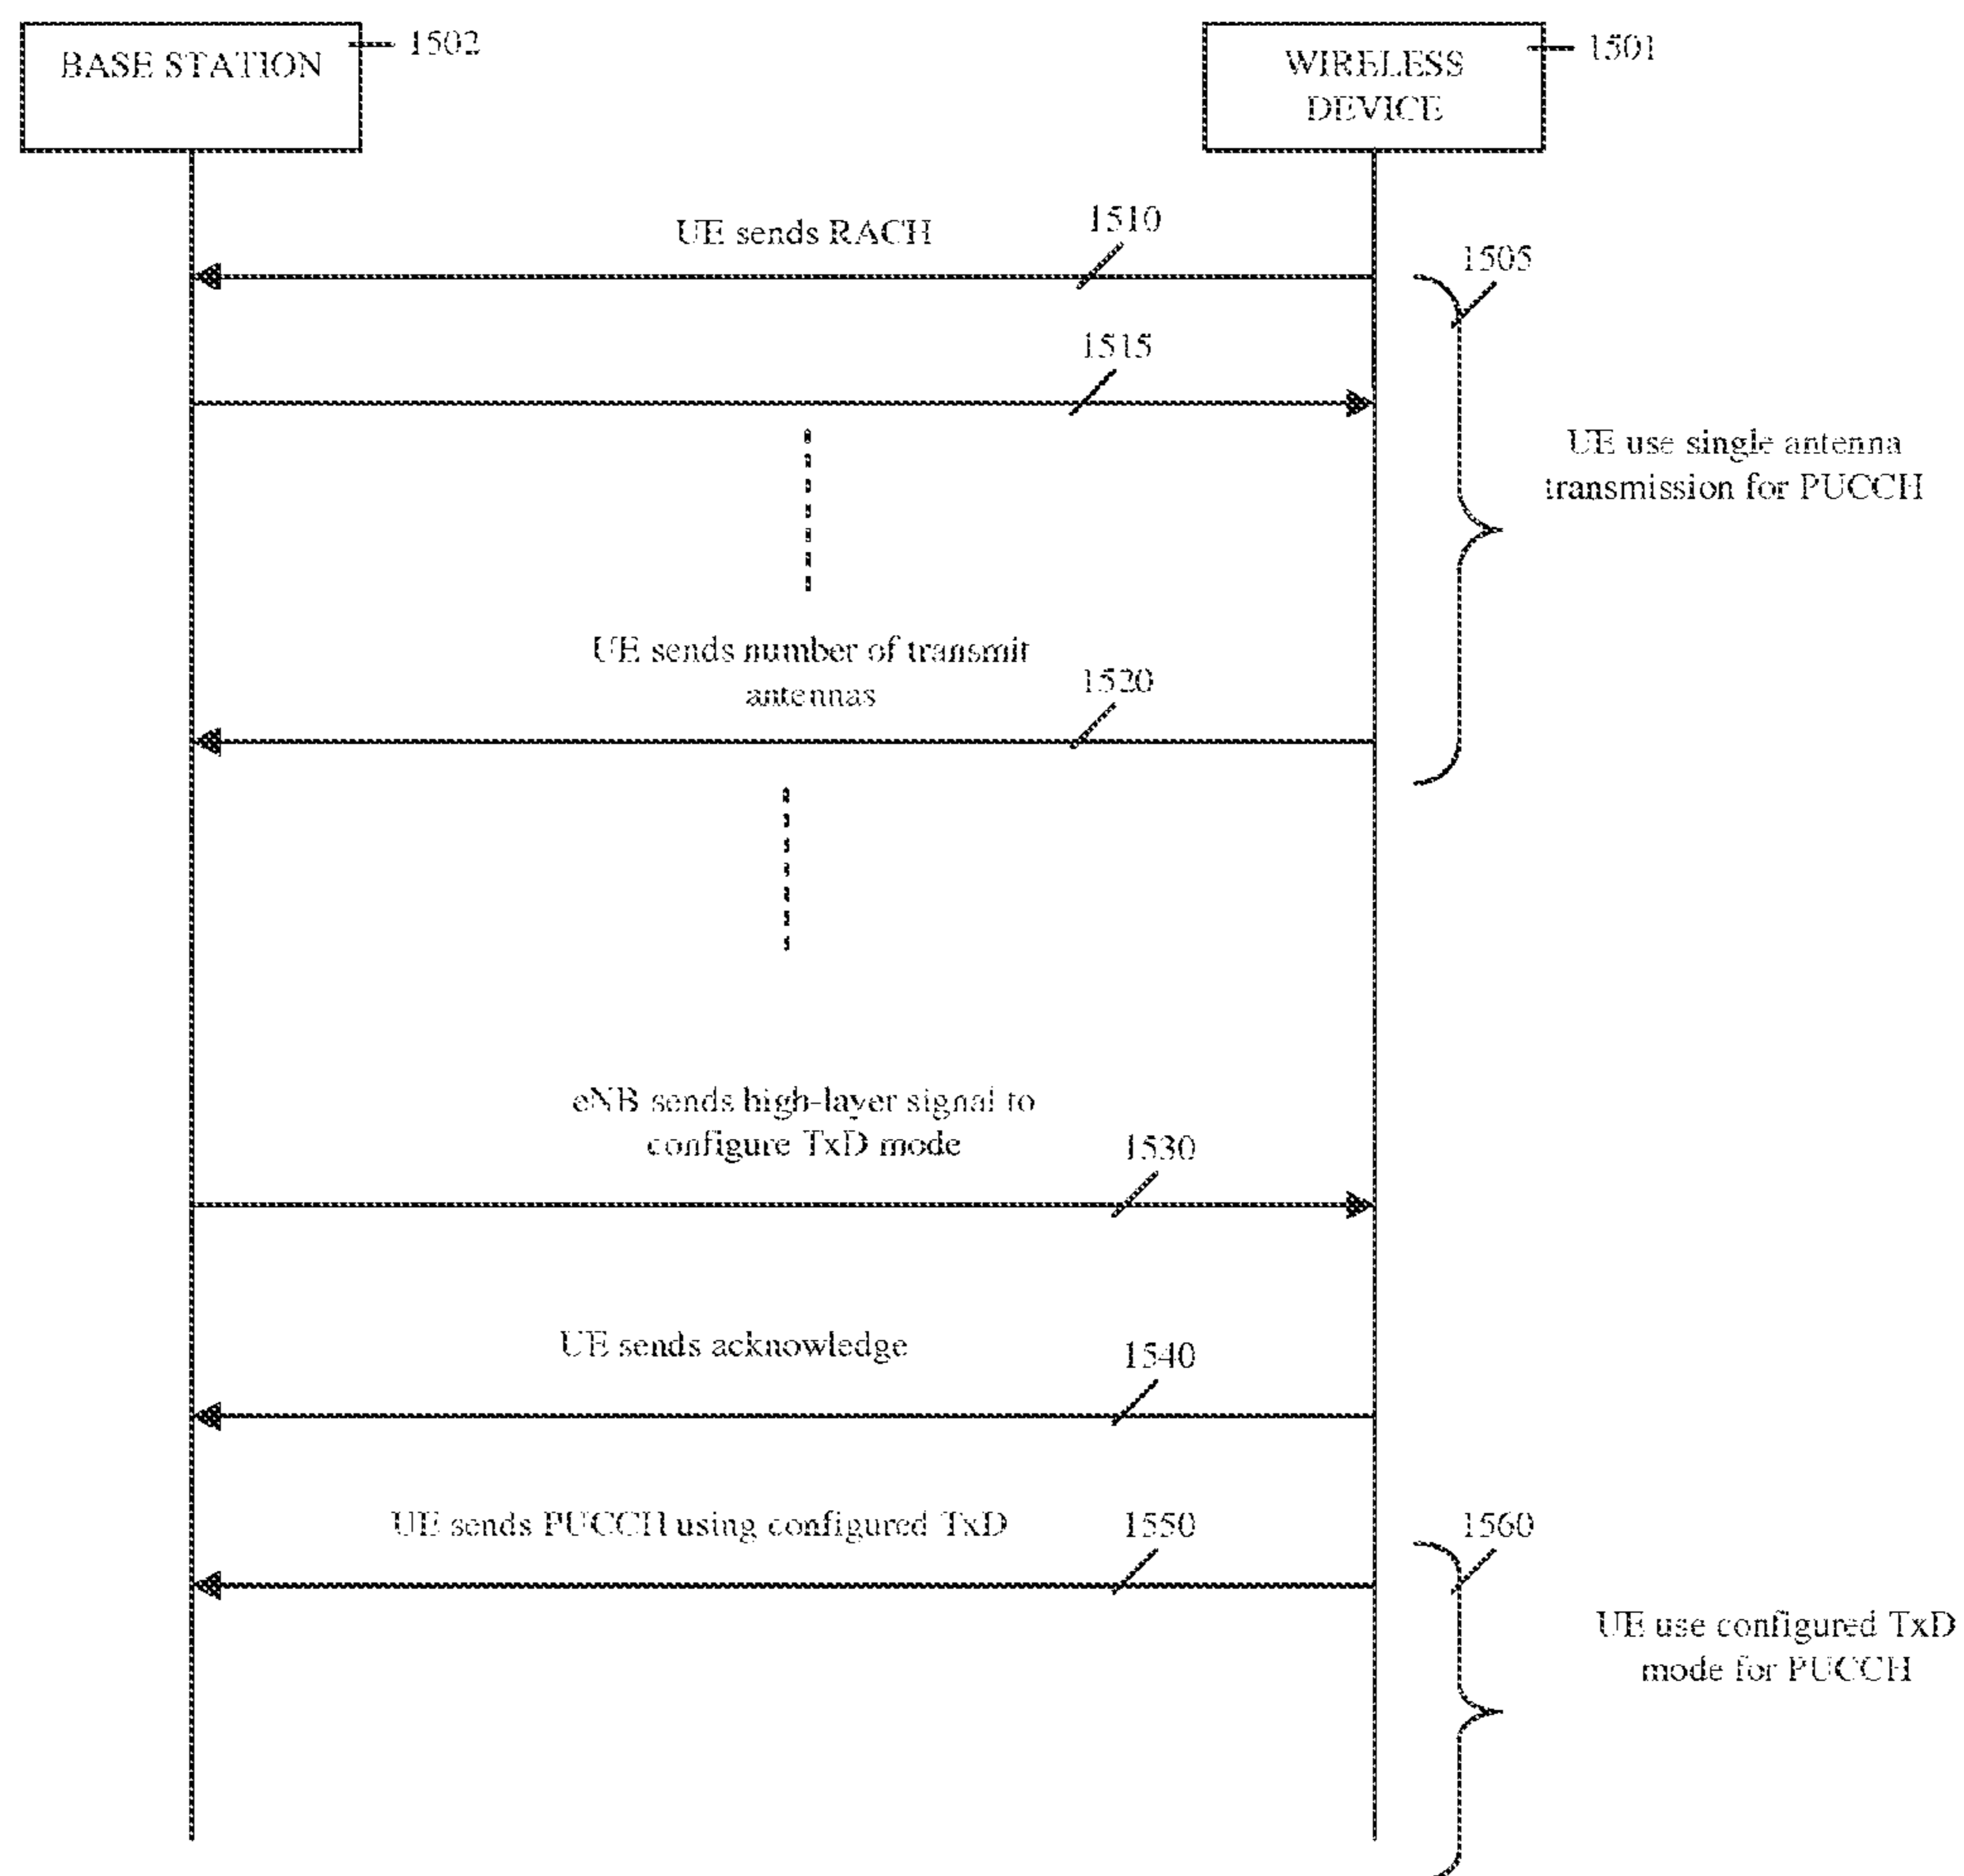 BASE STATION
1502
WIRELESS
DEVICE
1501
UE sends RACH
1510
1505
1515
UE use single antenna
transmission for PUCCH
UE sends number of transmit
antennas
1520
eNB sends high-layer signal to
configure TxD mode
1530
UE sends acknowledge
1540
UE sends PUCCH using configured TxD
1550
1560
UE use configured TxD
mode for PUCCH